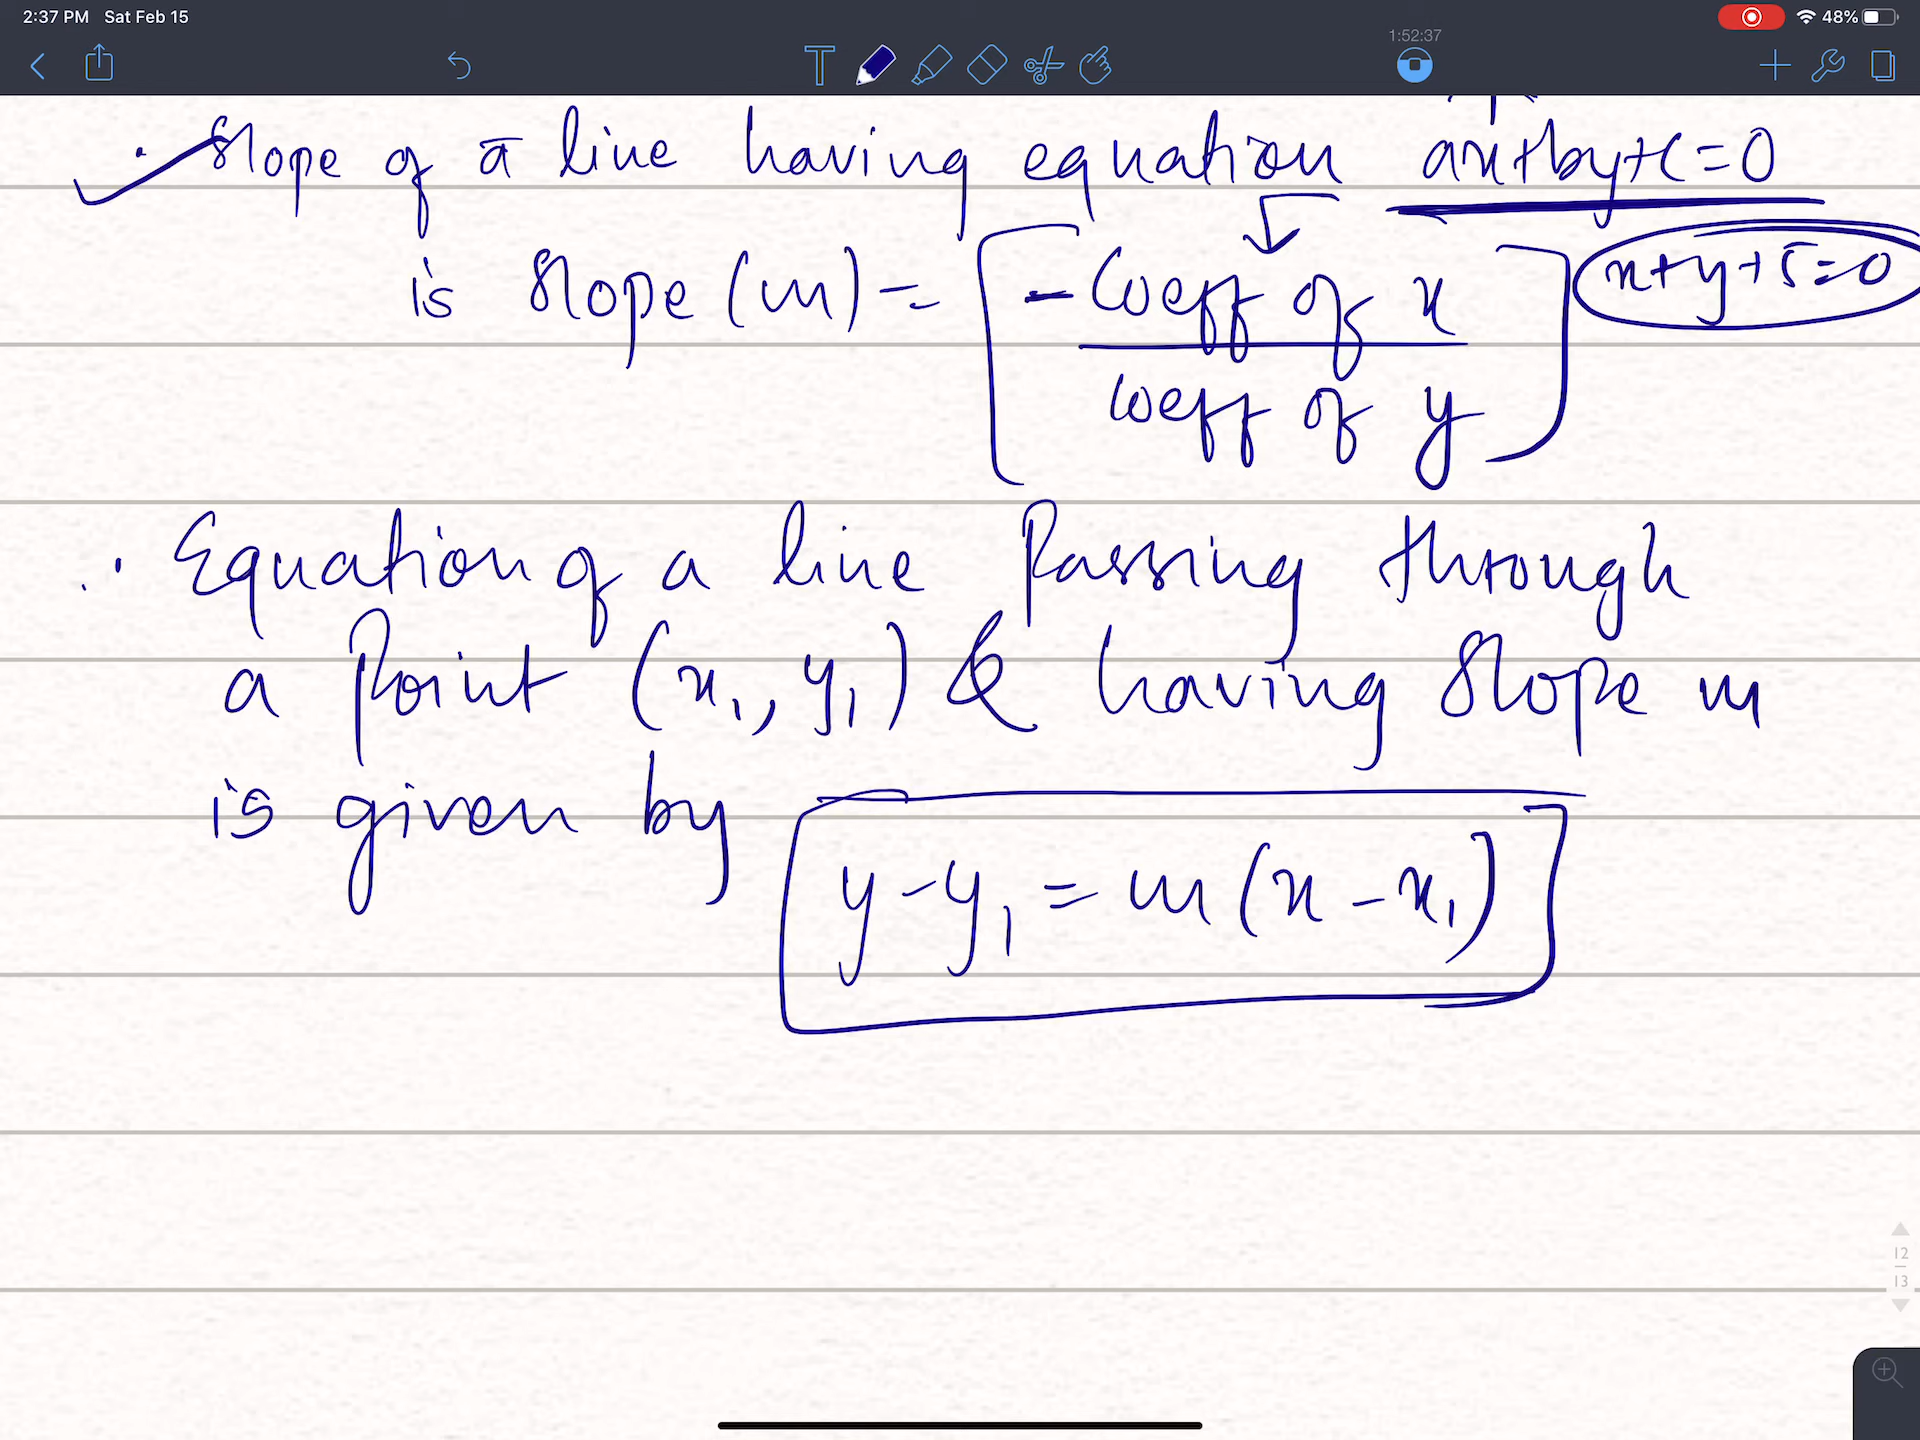 2:37 PM Sat Feb 15
48%
1:52:37
T
· Slope of a line having equation ax+by+c=0
is slope (m) = [ - Coeff of x / Coeff of y ]
x+y+5=0
· Equation of a line Passing through
a Point (x₁, y₁) & having Slope m
is given by
y-y₁ = m(x-x₁)
12
13